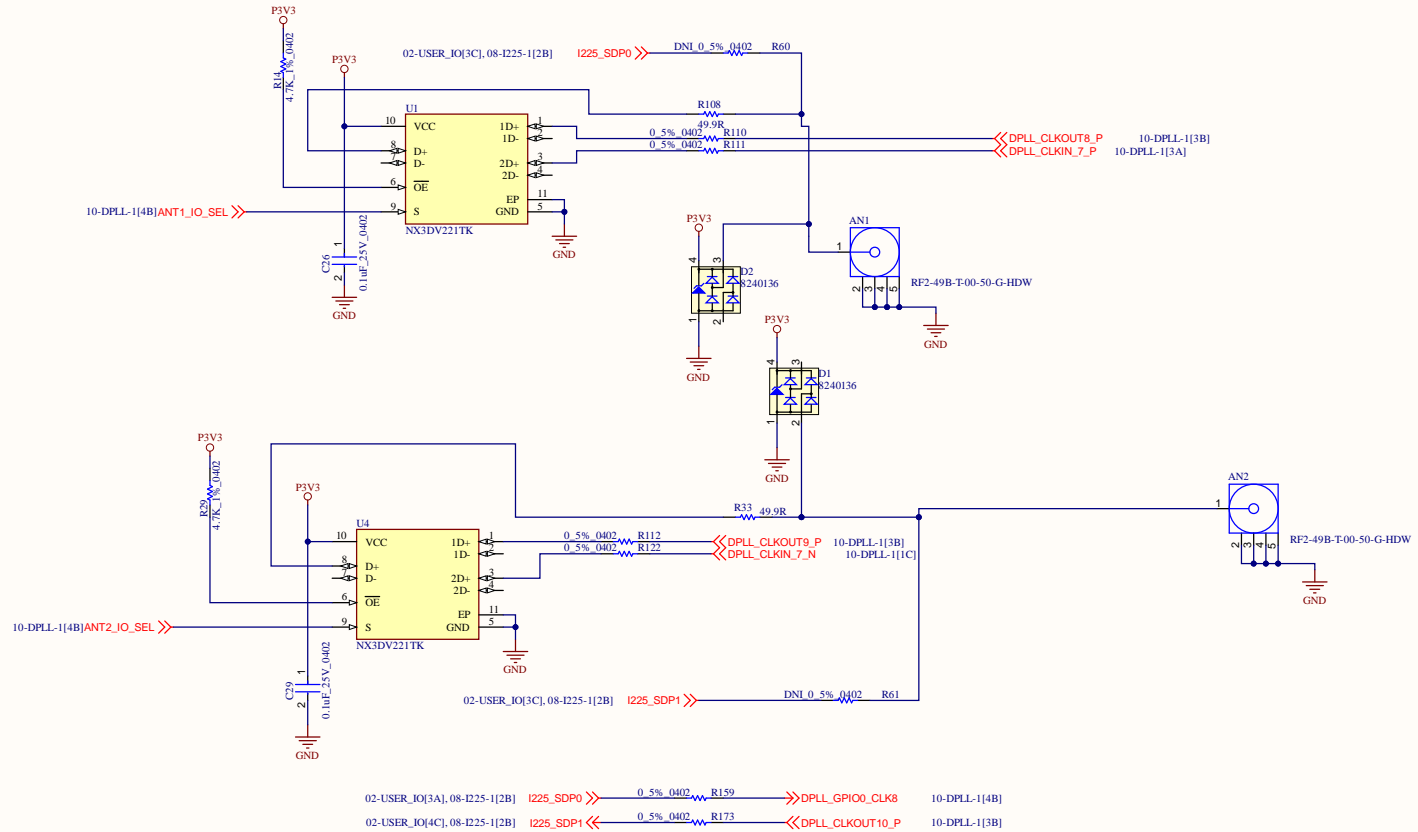 P3V3
R14
4.7K_1%_0402
P3V3
02-USER_IO[3C], 08-I225-1[2B] I225_SDP0 DNI_0_5%_0402 R60
U1
R108
49.9R
10 VCC 1D+ 1
1D- 2
0_5%_0402 R110 DPLL_CLKOUT8_P 10-DPLL-1[3B]
0_5%_0402 R111 DPLL_CLKIN_7_P 10-DPLL-1[3A]
8 D+ 2D+ 3
7 D- 2D- 4
6 OE EP 11
9 S GND 5
10-DPLL-1[4B] ANT1_IO_SEL
NX3DV221TK
GND
1
C26
0.1uF_25V_0402
2
GND
P3V3
4 3
D2
8240136
1 2
GND
AN1
1
RF2-49B-T-00-50-G-HDW
2 3 4 5
GND
P3V3
4 3
D1
8240136
1 2
GND
P3V3
R29
4.7K_1%_0402
P3V3
R33 49.9R
U4
10 VCC 1D+ 1
1D- 2
0_5%_0402 R112 DPLL_CLKOUT9_P 10-DPLL-1[3B]
0_5%_0402 R122 DPLL_CLKIN_7_N 10-DPLL-1[1C]
8 D+ 2D+ 3
7 D- 2D- 4
6 OE EP 11
9 S GND 5
10-DPLL-1[4B] ANT2_IO_SEL
NX3DV221TK
GND
1
C29
0.1uF_25V_0402
2
GND
AN2
1
RF2-49B-T-00-50-G-HDW
2 3 4 5
GND
02-USER_IO[3C], 08-I225-1[2B] I225_SDP1 DNI_0_5%_0402 R61
02-USER_IO[3A], 08-I225-1[2B] I225_SDP0 0_5%_0402 R159 DPLL_GPIO0_CLK8 10-DPLL-1[4B]
02-USER_IO[4C], 08-I225-1[2B] I225_SDP1 0_5%_0402 R173 DPLL_CLKOUT10_P 10-DPLL-1[3B]